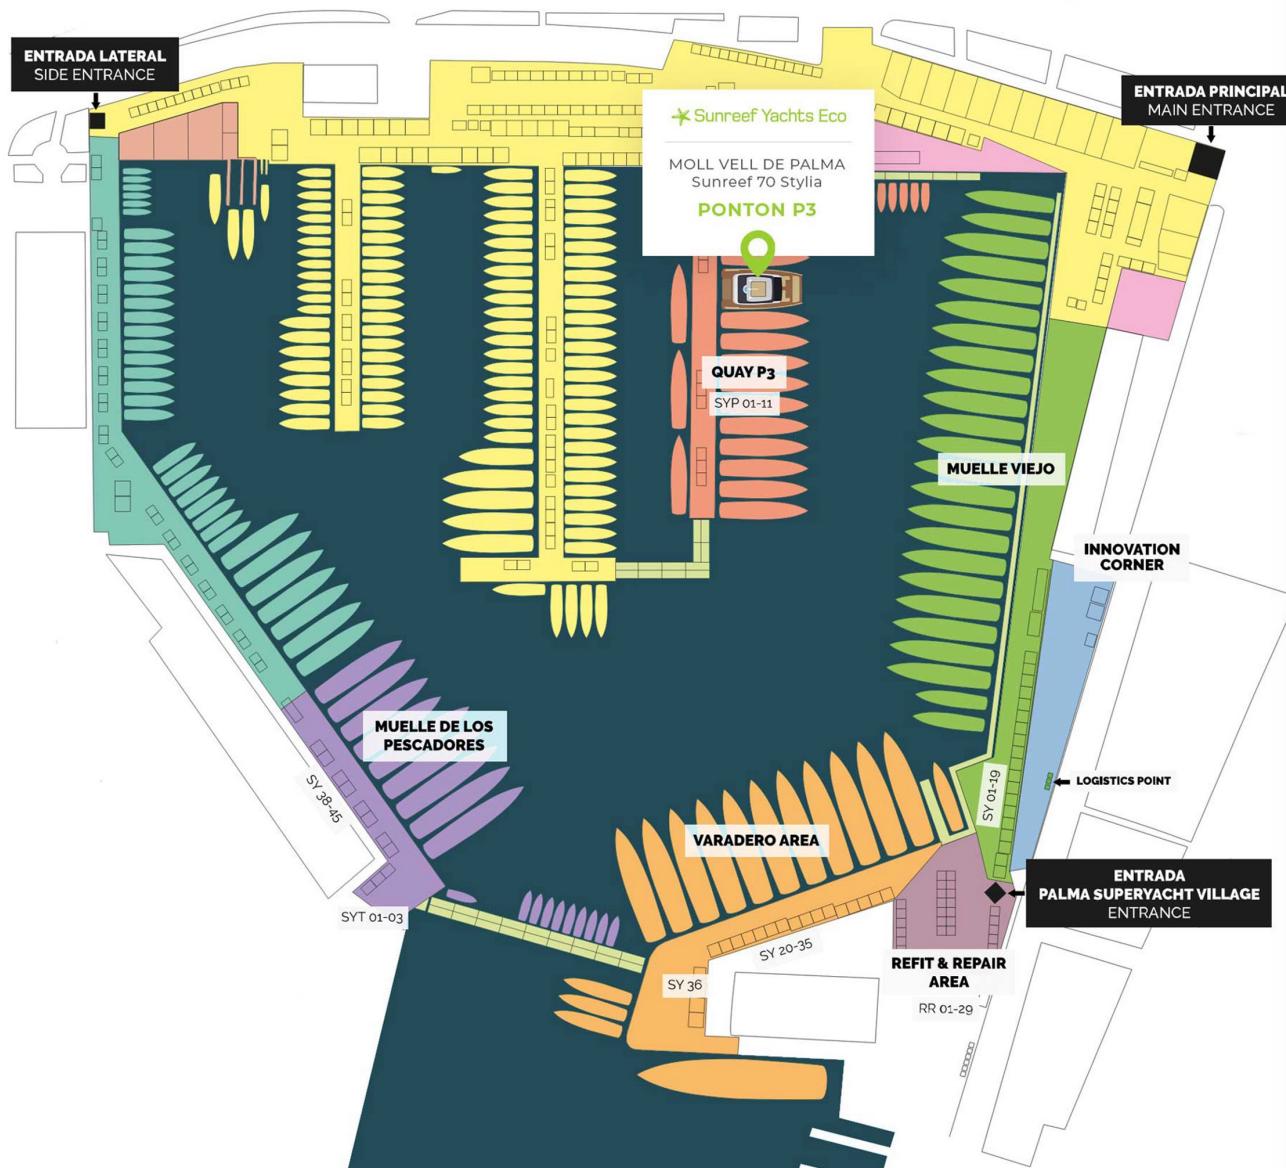 ENTRADA LATERAL
SIDE ENTRANCE
ENTRADA PRINCIPAL
MAIN ENTRANCE
Sunreef Yachts Eco
MOLL VELL DE PALMA
Sunreef 70 Stylia
PONTON P3
QUAY P3
SYP 01-11
MUELLE VIEJO
INNOVATION
CORNER
MUELLE DE LOS
PESCADORES
SY 38-45
LOGISTICS POINT
SY 01-19
VARADERO AREA
ENTRADA
PALMA SUPERYACHT VILLAGE
ENTRANCE
SYT 01-03
SY 20-35
SY 36
REFIT & REPAIR
AREA
RR 01-29